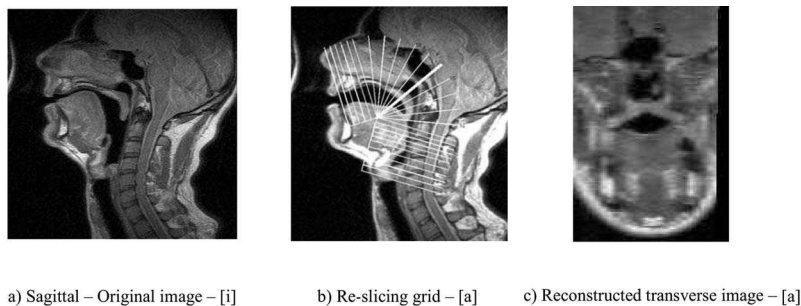 a) Sagittal – Original image – [i]
b) Re-slicing grid – [a]
c) Reconstructed transverse image – [a]